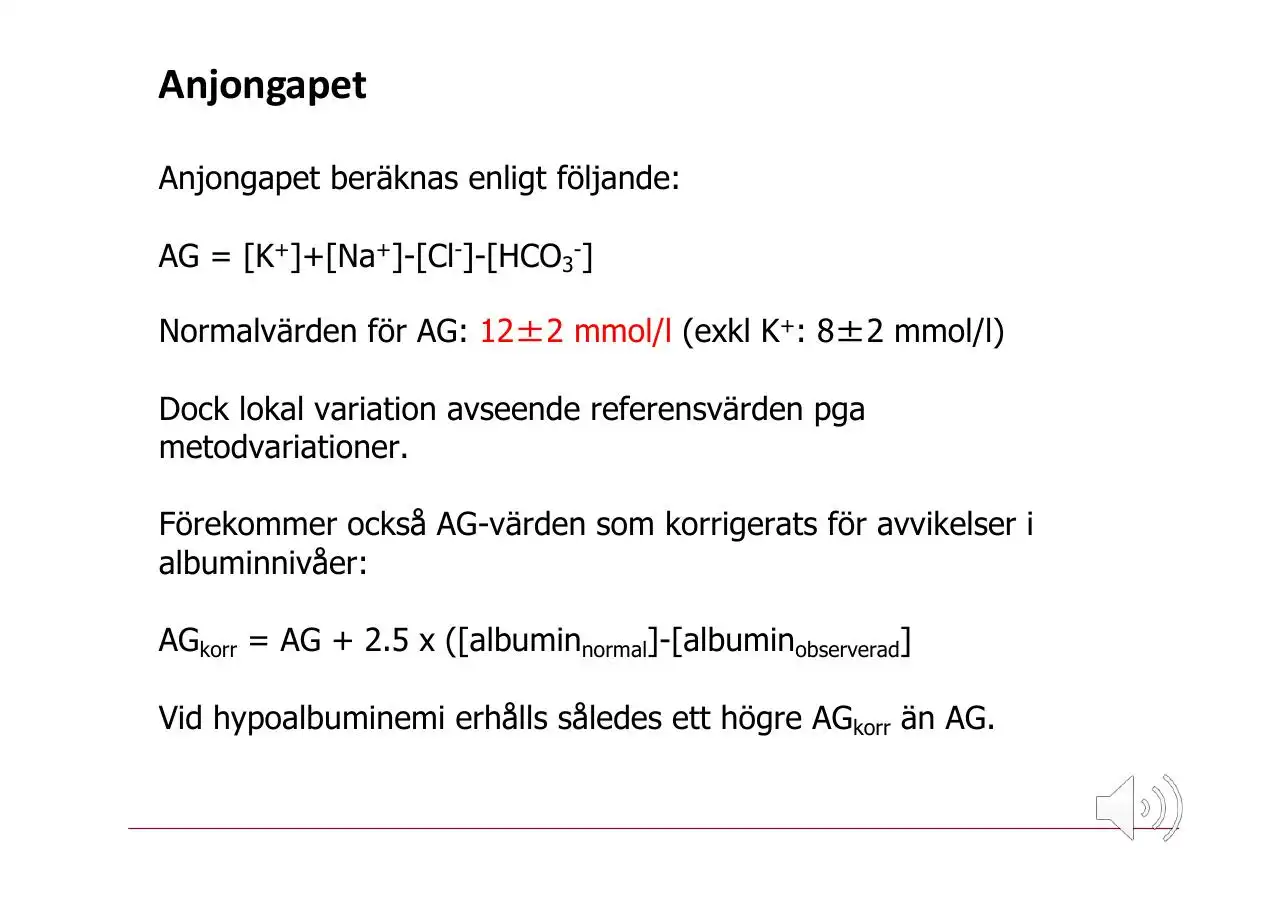 Anjongapet
Anjongapet beräknas enligt följande:
AG = [K⁺]+[Na⁺]-[Cl⁻]-[HCO₃⁻]
Normalvärden för AG: 12±2 mmol/l (exkl K⁺: 8±2 mmol/l)
Dock lokal variation avseende referensvärden pga
metodvariationer.
Förekommer också AG-värden som korrigerats för avvikelser i
albuminnivåer:
AGkorr = AG + 2.5 x ([albuminnormal]-[albuminobserverad]
Vid hypoalbuminemi erhålls således ett högre AGkorr än AG.